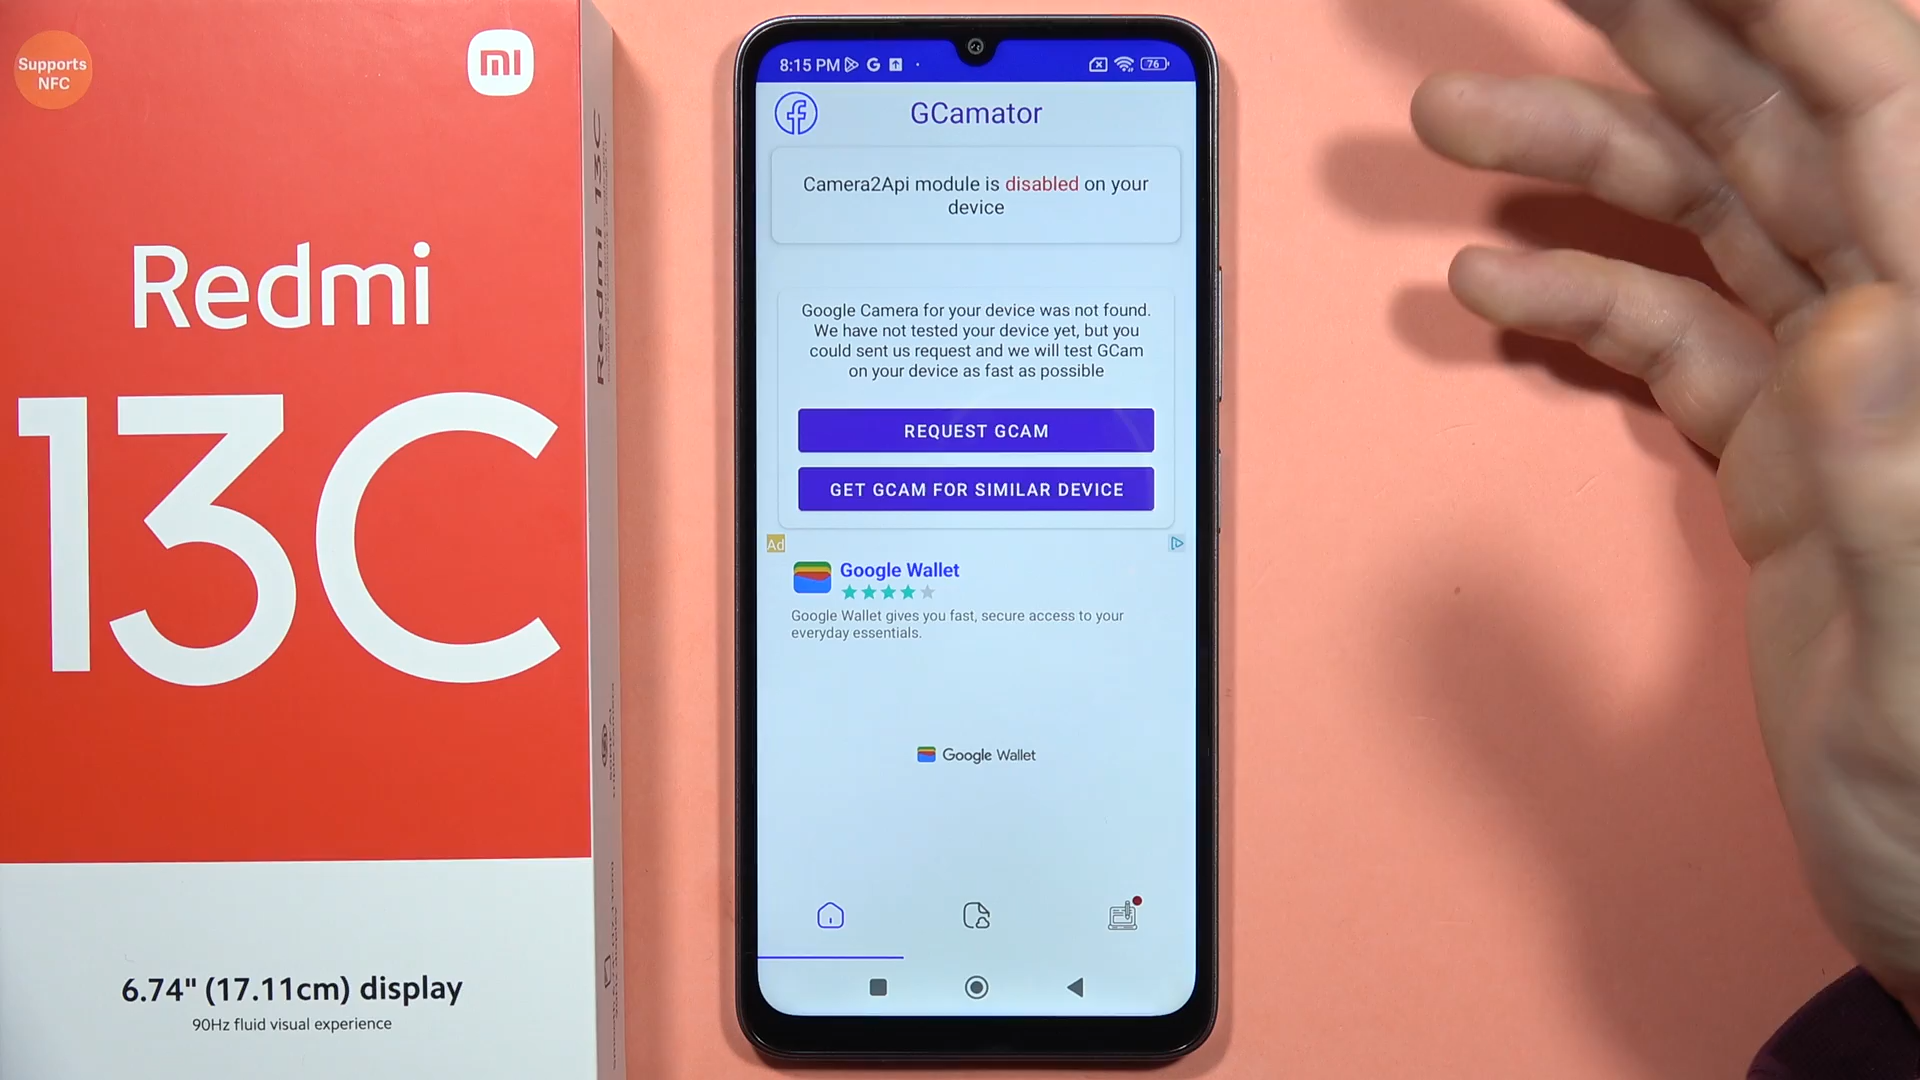 Supports
NFC
Redmi
13C
6.74" (17.11cm) display
90Hz fluid visual experience
Redmi 13C
8:15 PM
76
GCamator
Camera2Api module is disabled on your
device
Google Camera for your device was not found.
We have not tested your device yet, but you
could sent us request and we will test GCam
on your device as fast as possible
REQUEST GCAM
GET GCAM FOR SIMILAR DEVICE
Ad
Google Wallet
Google Wallet gives you fast, secure access to your
everyday essentials.
Google Wallet